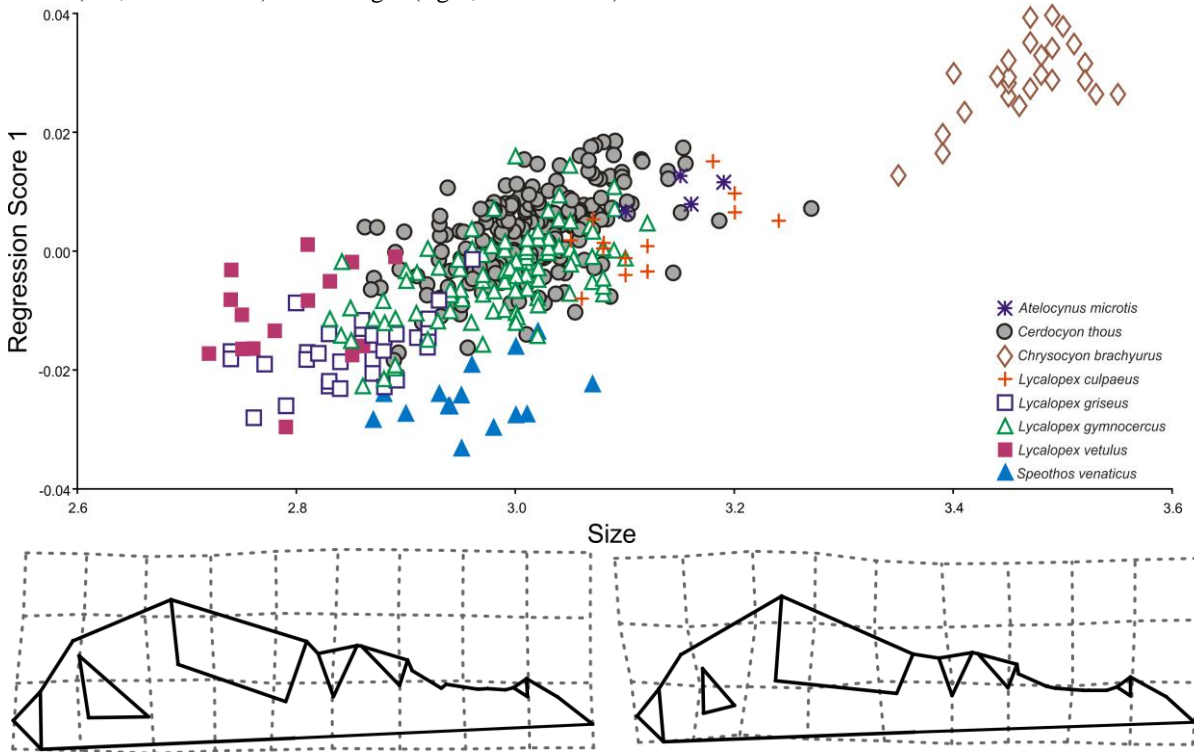 0.04
0.02
0.00
-0.02
-0.04
Regression Score 1
2.6 2.8 3.0 3.2 3.4 3.6
Size
Atelocynus microtis
Cerdocyon thous
Chrysocyon brachyurus
Lycalopex culpaeus
Lycalopex griseus
Lycalopex gymnocercus
Lycalopex vetulus
Speothos venaticus